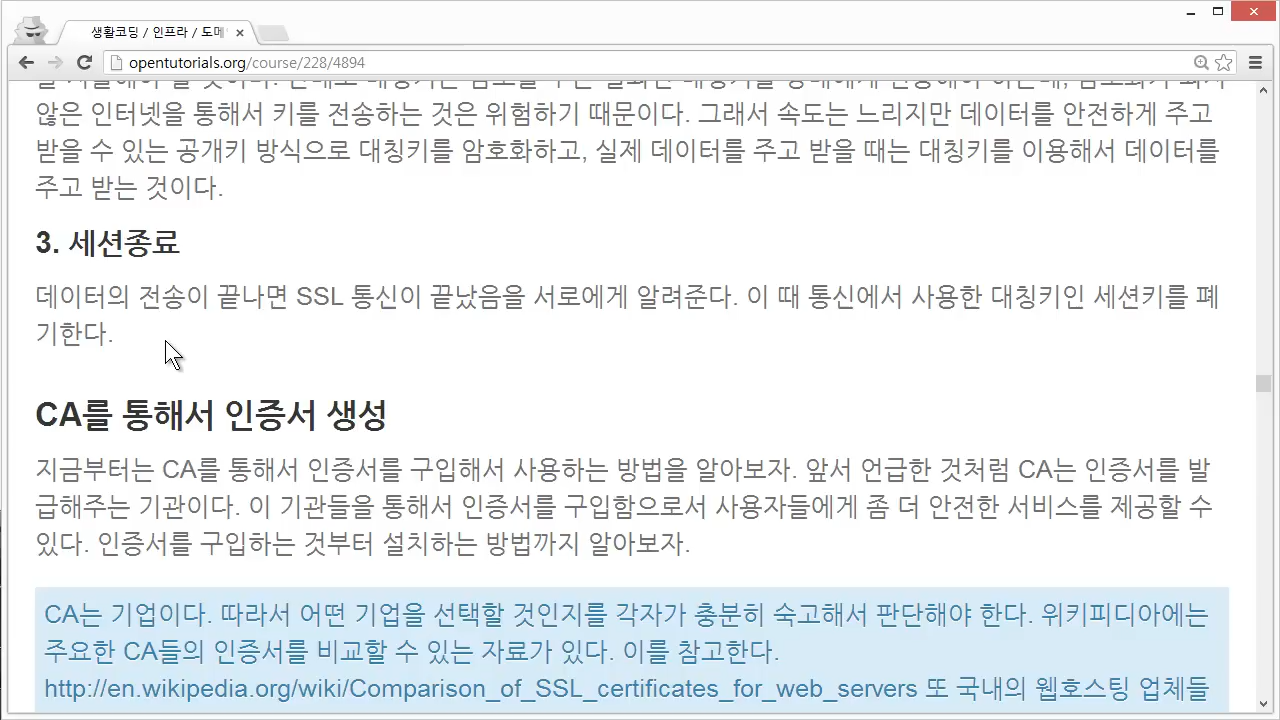 생활코딩 / 인프라 / 도메
opentutorials.org/course/228/4894
않은 인터넷을 통해서 키를 전송하는 것은 위험하기 때문이다. 그래서 속도는 느리지만 데이터를 안전하게 주고
받을 수 있는 공개키 방식으로 대칭키를 암호화하고, 실제 데이터를 주고 받을 때는 대칭키를 이용해서 데이터를
주고 받는 것이다.
3. 세션종료
데이터의 전송이 끝나면 SSL 통신이 끝났음을 서로에게 알려준다. 이 때 통신에서 사용한 대칭키인 세션키를 폐
기한다.
CA를 통해서 인증서 생성
지금부터는 CA를 통해서 인증서를 구입해서 사용하는 방법을 알아보자. 앞서 언급한 것처럼 CA는 인증서를 발
급해주는 기관이다. 이 기관들을 통해서 인증서를 구입함으로서 사용자들에게 좀 더 안전한 서비스를 제공할 수
있다. 인증서를 구입하는 것부터 설치하는 방법까지 알아보자.
CA는 기업이다. 따라서 어떤 기업을 선택할 것인지를 각자가 충분히 숙고해서 판단해야 한다. 위키피디아에는
주요한 CA들의 인증서를 비교할 수 있는 자료가 있다. 이를 참고한다.
http://en.wikipedia.org/wiki/Comparison_of_SSL_certificates_for_web_servers 또 국내의 웹호스팅 업체들